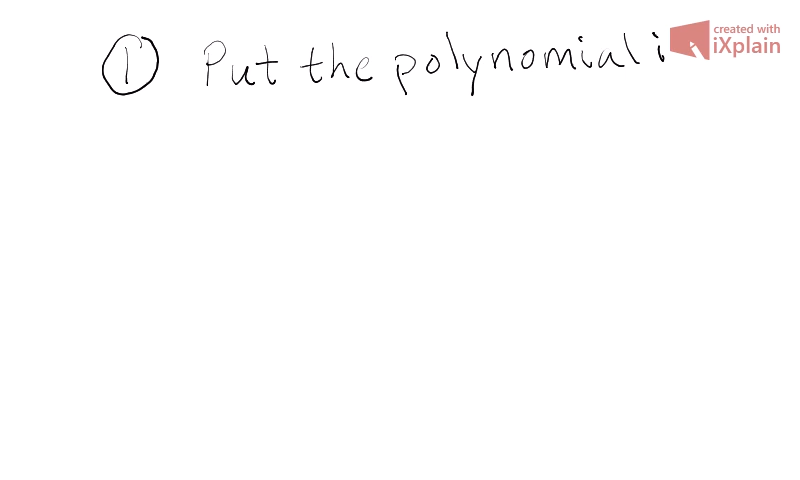 ① Put the polynomial i
created with
iXplain